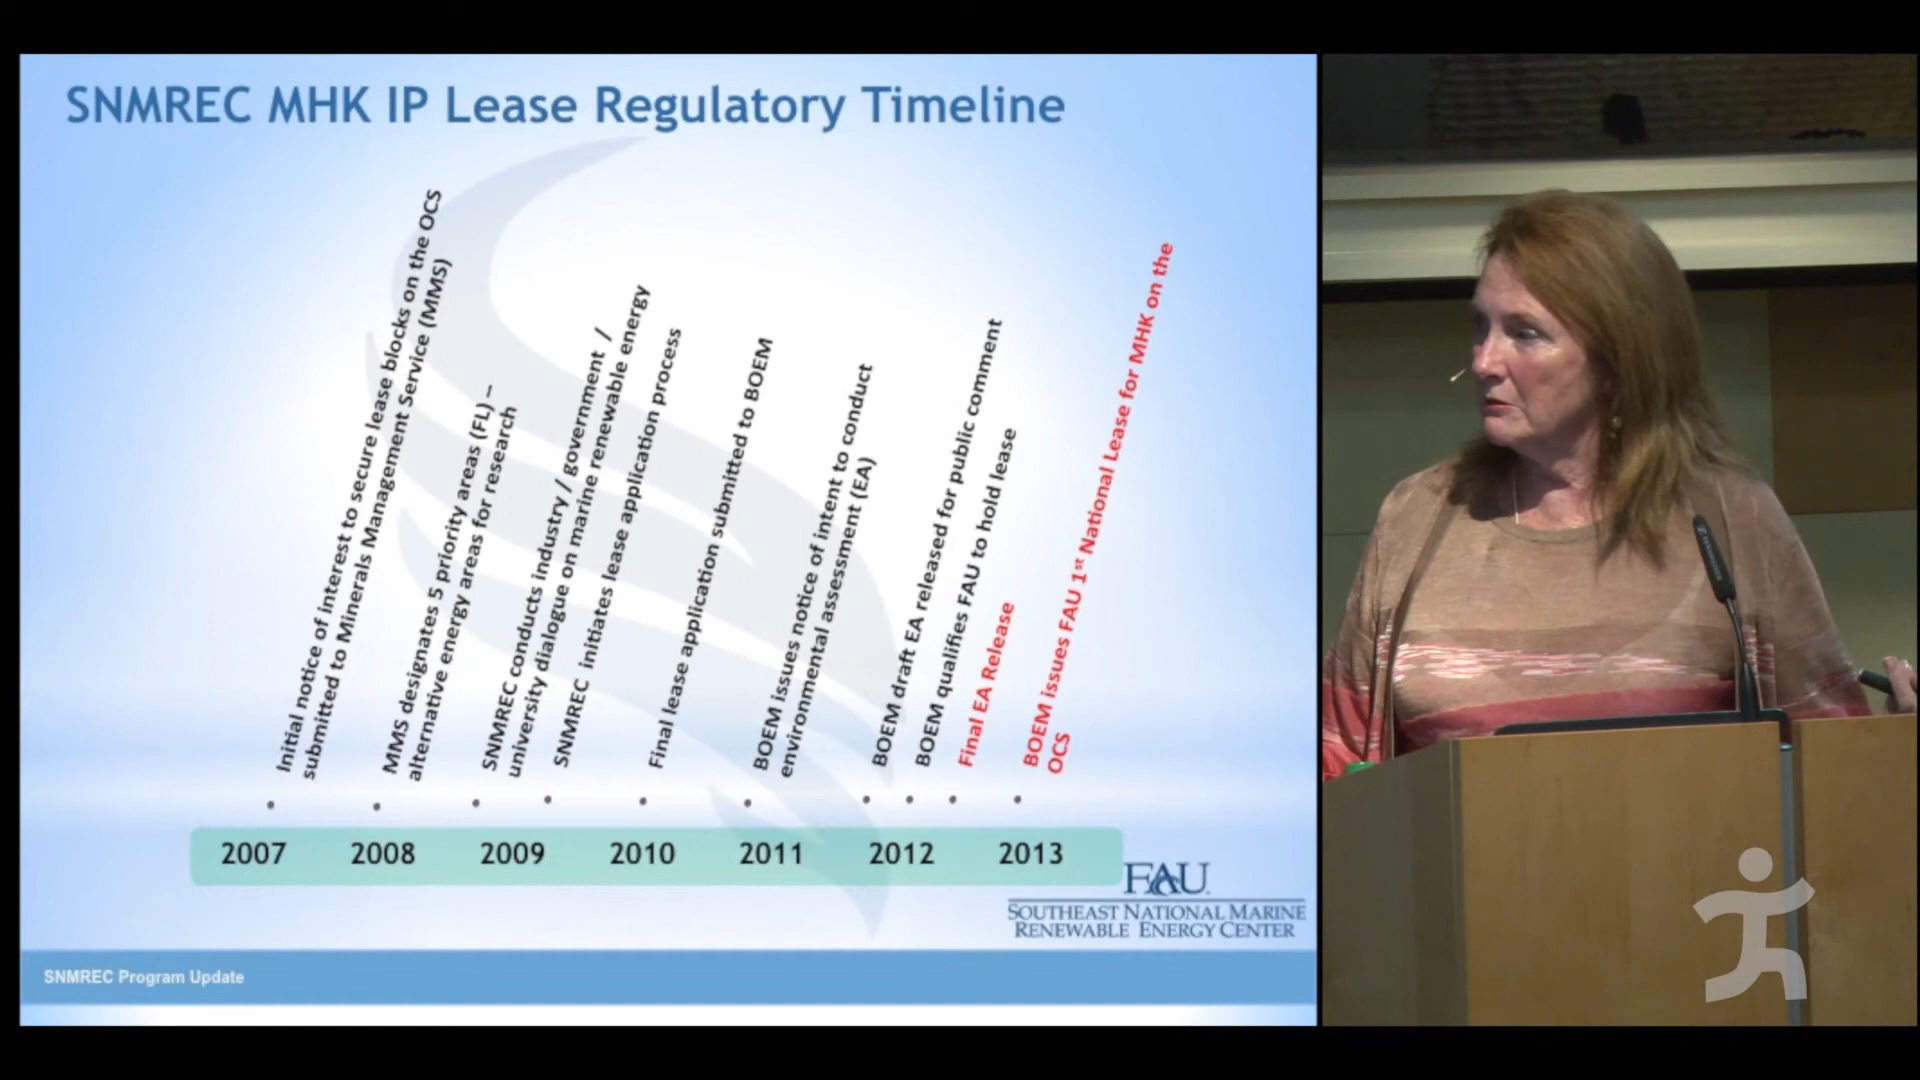 SNMREC MHK IP Lease Regulatory Timeline
Initial notice of interest to secure lease blocks on the OCS
submitted to Minerals Management Service (MMS)
MMS designates 5 priority areas (FL) –
alternative energy areas for research
SNMREC conducts industry / government /
university dialogue on marine renewable energy
SNMREC initiates lease application process
Final lease application submitted to BOEM
BOEM issues notice of intent to conduct
environmental assessment (EA)
BOEM draft EA released for public comment
BOEM qualifies FAU to hold lease
Final EA Release
BOEM issues FAU 1st National Lease for MHK on the
OCS
2007 2008 2009 2010 2011 2012 2013
FAU
SOUTHEAST NATIONAL MARINE
RENEWABLE ENERGY CENTER
SNMREC Program Update